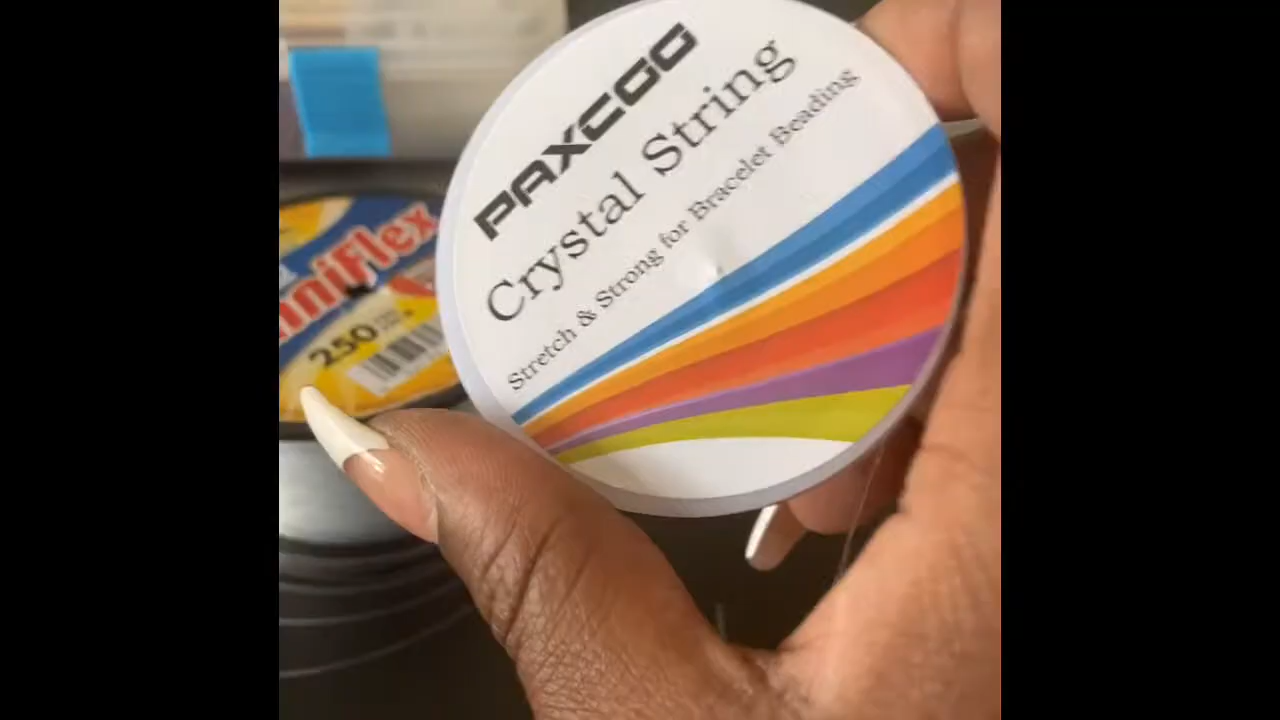 PAXCOO
Crystal String
Stretch & Strong for Bracelet Beading
niFlex
250